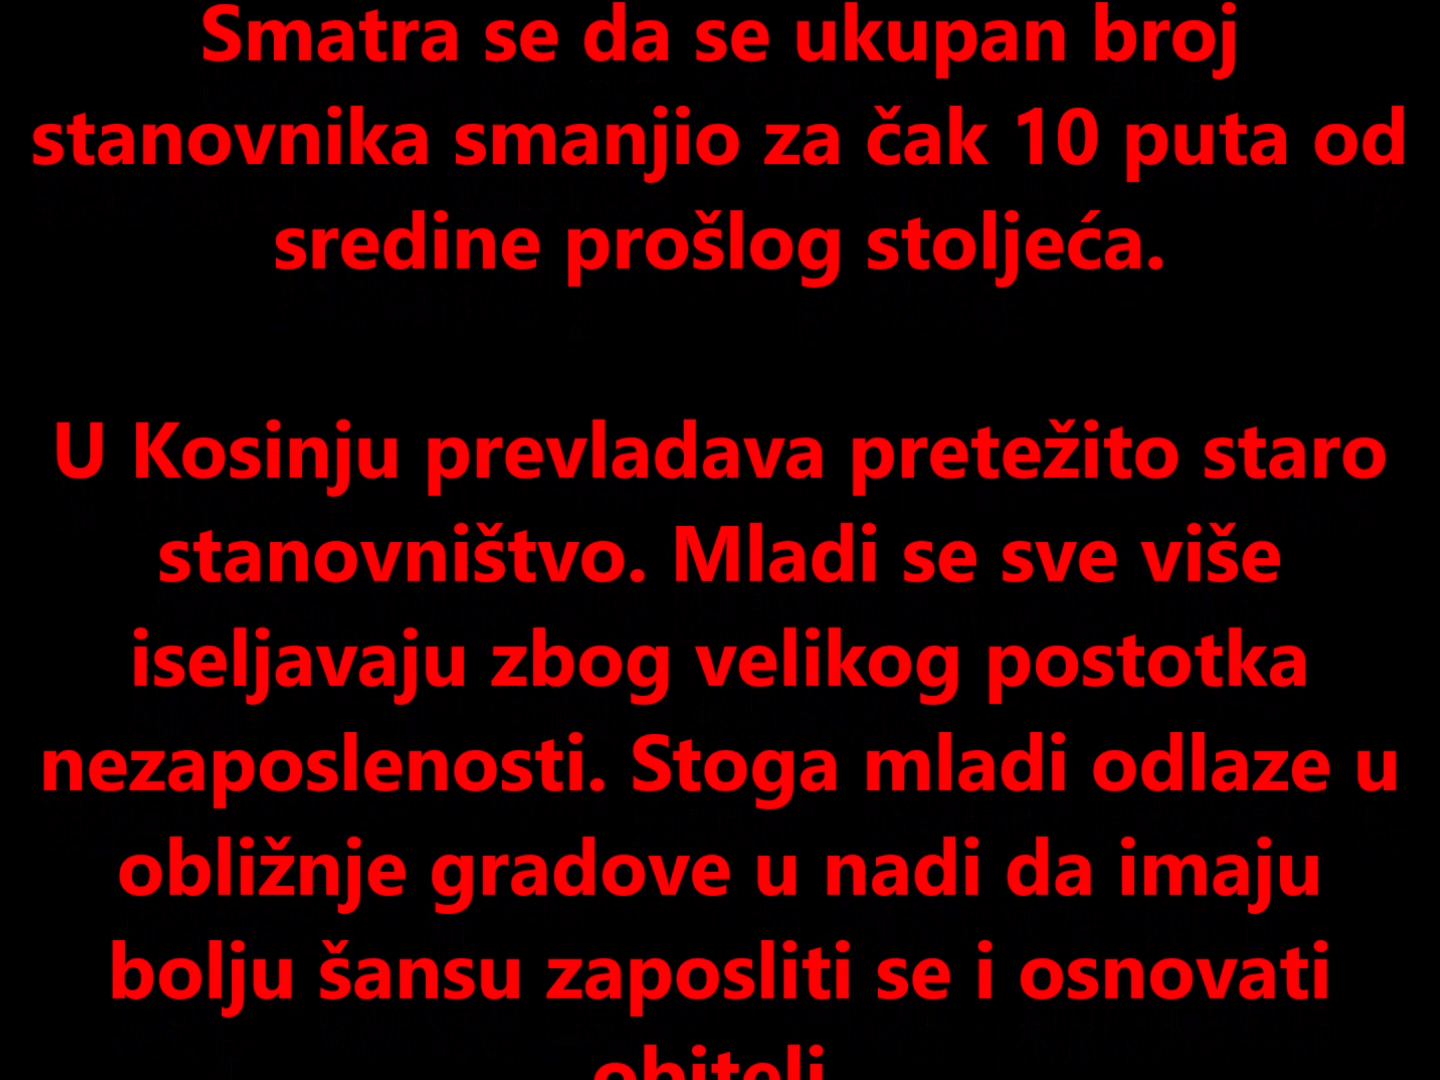 Smatra se da se ukupan broj
stanovnika smanjio za čak 10 puta od
sredine prošlog stoljeća.
U Kosinju prevladava pretežito staro
stanovništvo. Mladi se sve više
iseljavaju zbog velikog postotka
nezaposlenosti. Stoga mladi odlaze u
obližnje gradove u nadi da imaju
bolju šansu zaposliti se i osnovati
obitelj